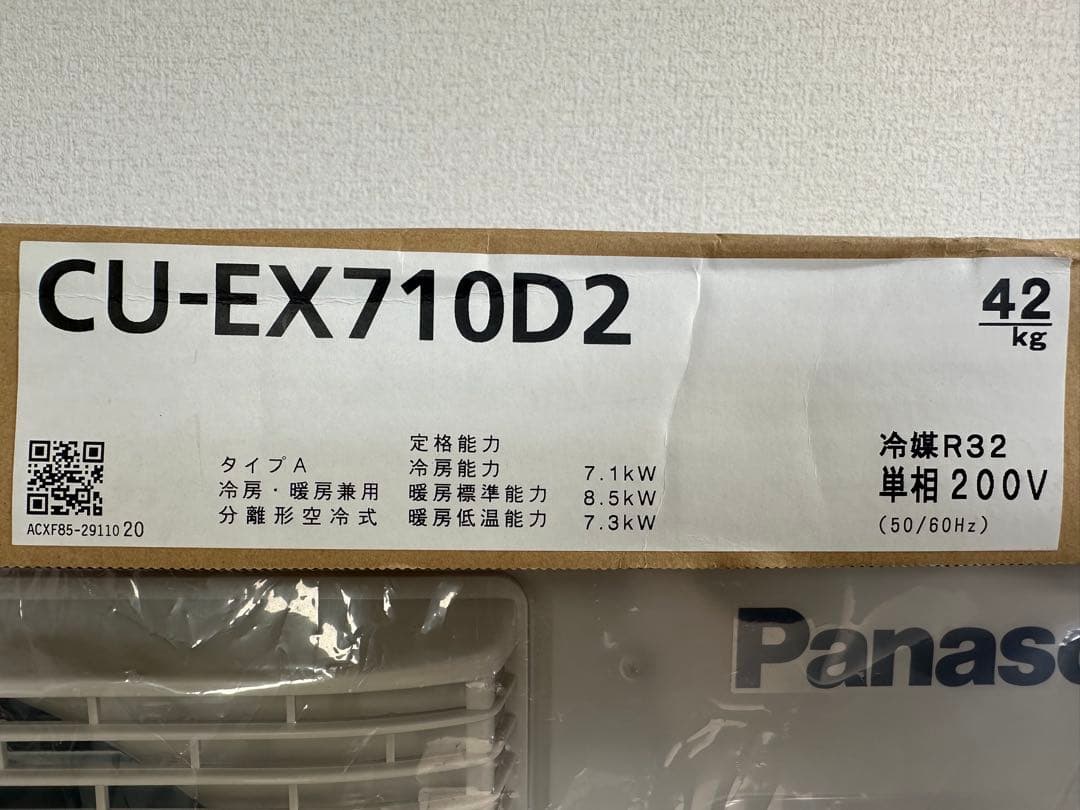 CU-EX710D2
42
kg
定格能力
タイプA
冷房能力 7.1kW
冷房・暖房兼用
暖房標準能力 8.5kW
分離形空冷式
暖房低温能力 7.3kW
冷媒R32
単相200V
(50/60Hz)
ACXF85-29110 20
Panaso